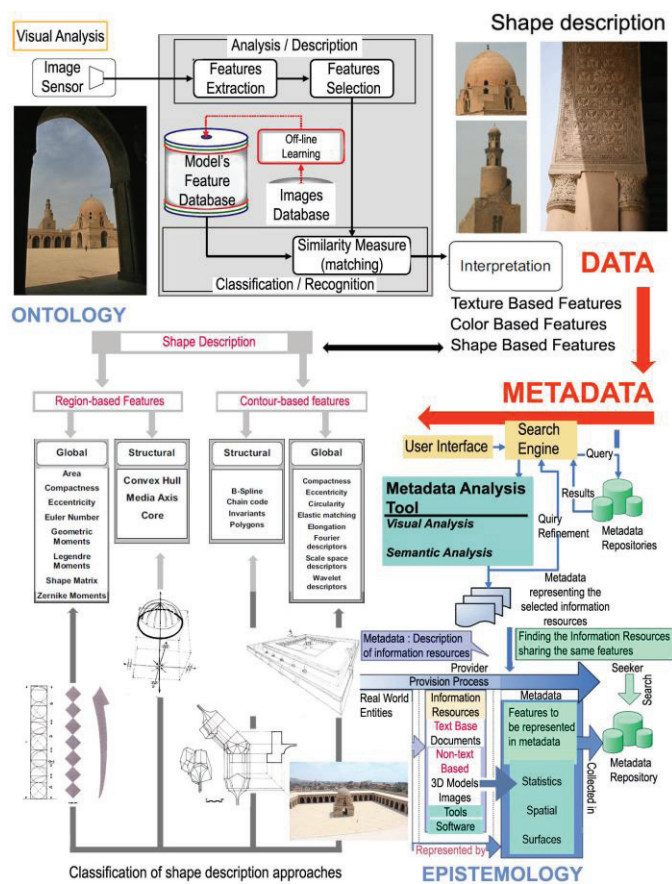 Shape description
Visual Analysis
Image
Sensor
Analysis / Description
Features
Extraction
Features
Selection
Off-line
Learning
Model's
Feature
Database
Images
Database
Similarity Measure
(matching)
Classification / Recognition
Interpretation
DATA
ONTOLOGY
Texture Based Features
Color Based Features
Shape Based Features
Shape Description
METADATA
Region-based Features
Contour-based features
Global
Area
Compactness
Eccentricity
Euler Number
Geometric
Moments
Legendre
Moments
Shape Matrix
Zernike Moments
Structural
Convex Hull
Media Axis
Core
Structural
B-Spline
Chain code
Invariants
Polygons
Global
Compactness
Eccentricity
Circularity
Elastic matching
Elongation
Fourier
descriptors
Scale space
descriptors
Wavelet
descriptors
User Interface
Search
Engine
Query
Results
Metadata
Repositories
Metadata Analysis
Tool
Visual Analysis
Semantic Analysis
Quiry
Refinement
Metadata
representing the
selected information
resources
Metadata : Description
of information resources
Finding the Information Resources
sharing the same features
Provider
Seeker
Provision Process
Search
Real World
Entities
Information
Resources
Text Base
Documents
Non-text
Based
3D Models
Images
Tools
Software
Metadata
Features to
be represented
in metadata
Statistics
Spatial
Surfaces
Collected in
Metadata
Repository
Represented by
Classification of shape description approaches
EPISTEMOLOGY